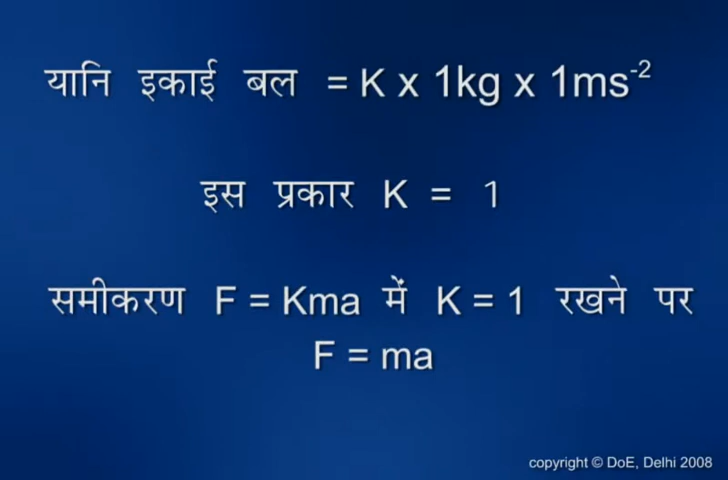 यानि इकाई बल = K x 1kg x 1ms⁻²
इस प्रकार K = 1
समीकरण F = Kma में K = 1 रखने पर
F = ma
copyright © DoE, Delhi 2008